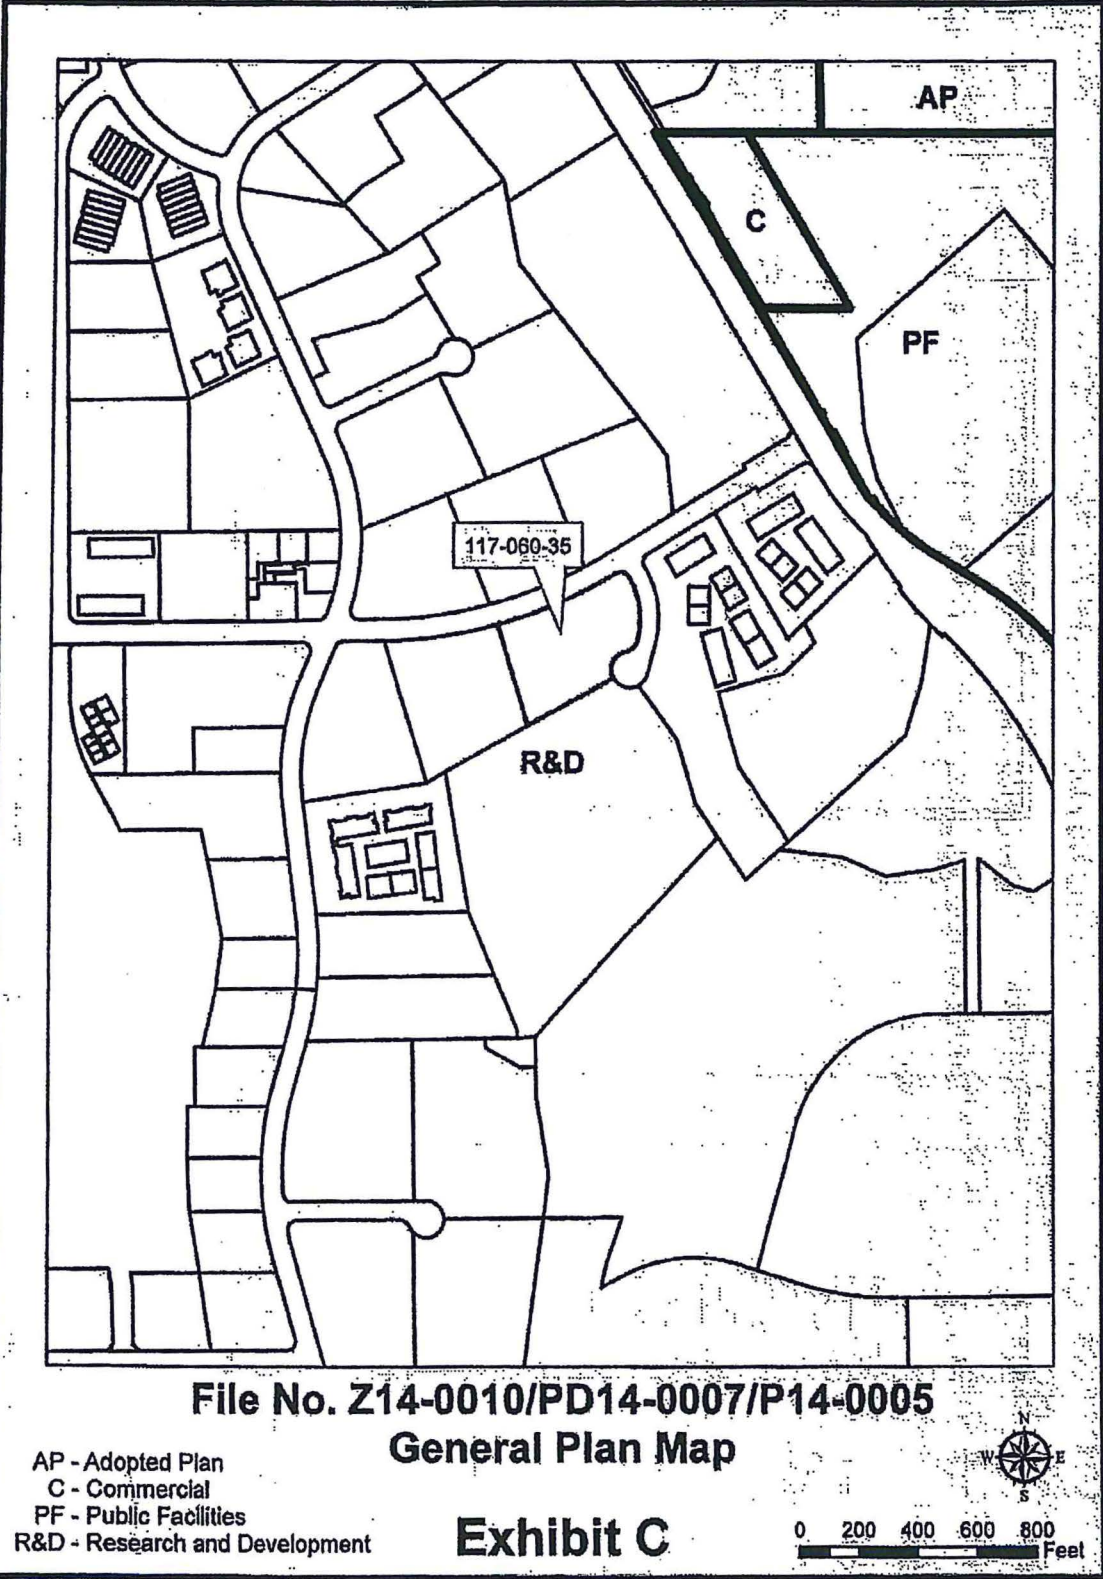 AP
C
PF
117-060-35
R&D
File No. Z14-0010/PD14-0007/P14-0005
General Plan Map
AP - Adopted Plan
C - Commercial
PF - Public Facilities
R&D - Research and Development
Exhibit C
N
W E
S
0 200 400 600 800
Feet